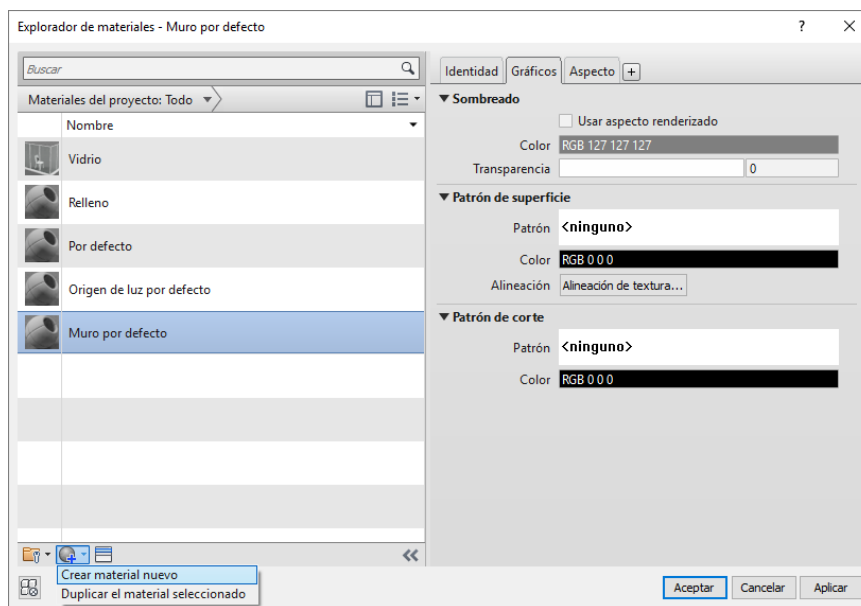 Explorador de materiales - Muro por defecto
Buscar
Materiales del proyecto: Todo
Nombre
Vidrio
Relleno
Por defecto
Origen de luz por defecto
Muro por defecto
Crear material nuevo
Duplicar el material seleccionado
Identidad Gráficos Aspecto
Sombreado
Usar aspecto renderizado
Color RGB 127 127 127
Transparencia 0
Patrón de superficie
Patrón <ninguno>
Color RGB 0 0 0
Alineación Alineación de textura...
Patrón de corte
Patrón <ninguno>
Color RGB 0 0 0
Aceptar Cancelar Aplicar